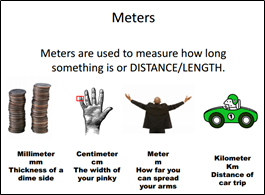 Meters
Meters are used to measure how long
something is or DISTANCE/LENGTH.
Millimeter
mm
Thickness of a
dime side
Centimeter
cm
The width of
your pinky
Meter
m
How far you
can spread
your arms
Kilometer
Km
Distance of
car trip